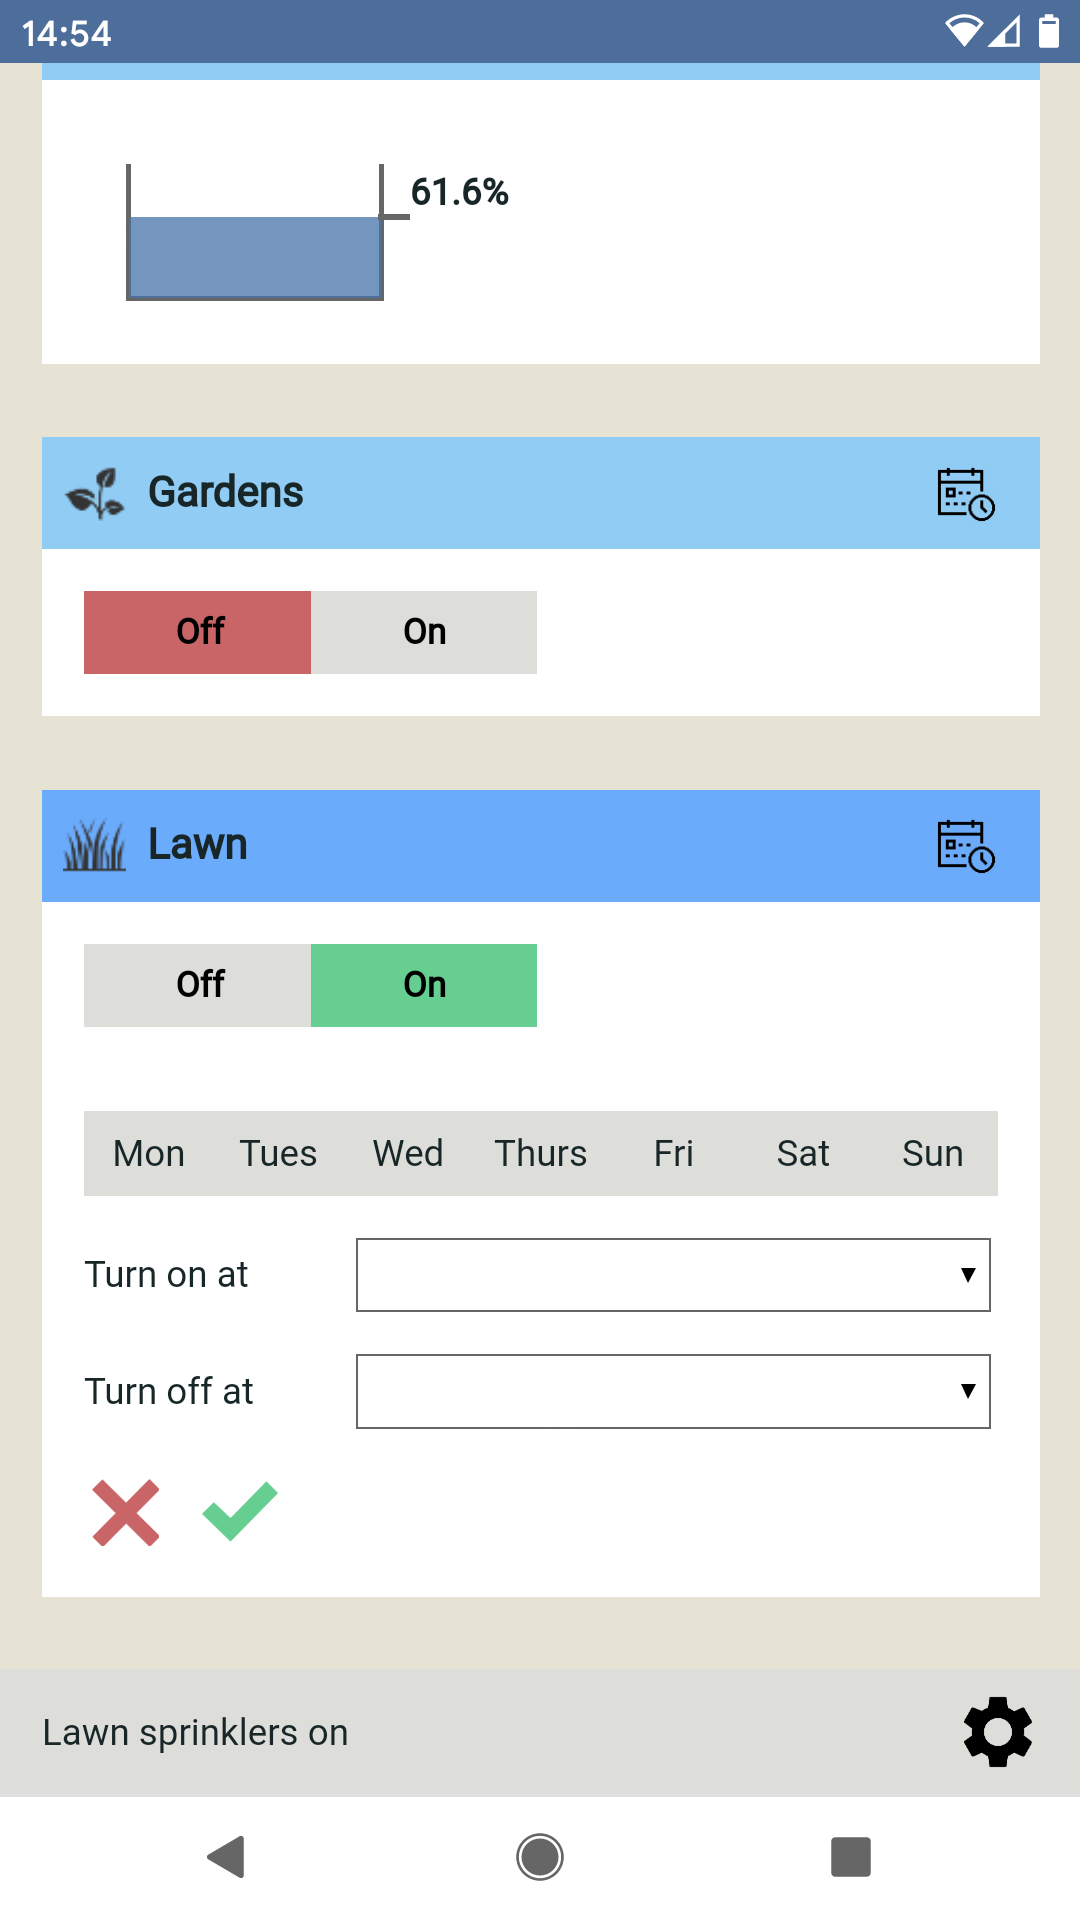 14:54
61.6%
Gardens
Off On
Lawn
Off On
Mon Tues Wed Thurs Fri Sat Sun
Turn on at
Turn off at
Lawn sprinklers on